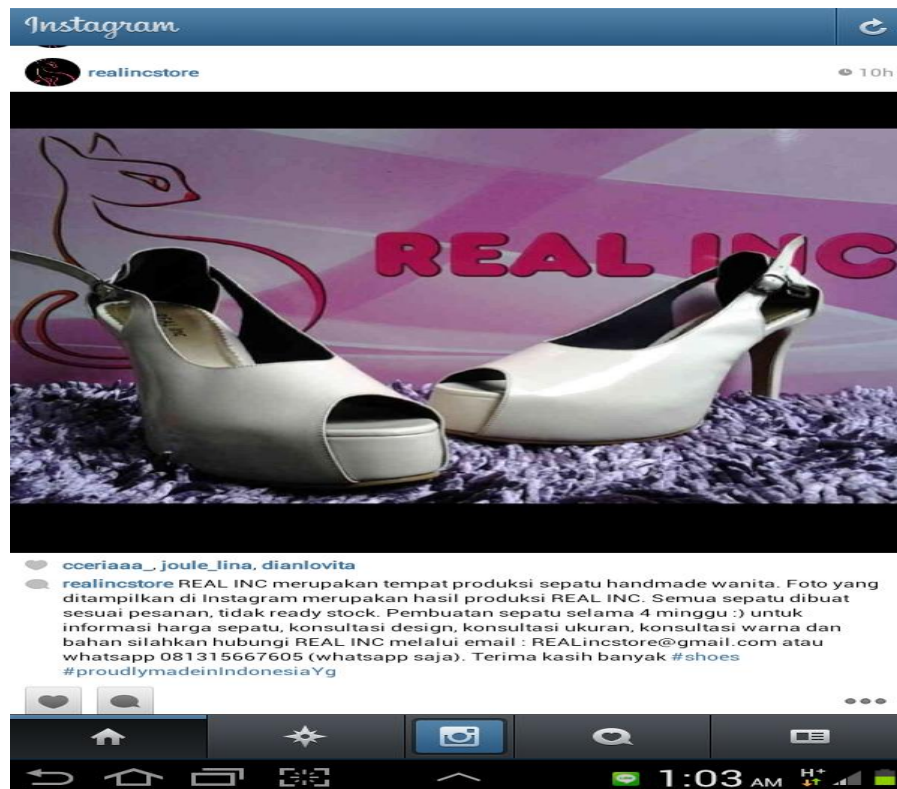 Instagram
realincstore
10h
REAL INC
REAL INC
cceriaaa_, joule_lina, dianlovita
realincstore REAL INC merupakan tempat produksi sepatu handmade wanita. Foto yang
ditampilkan di Instagram merupakan hasil produksi REAL INC. Semua sepatu dibuat
sesuai pesanan, tidak ready stock. Pembuatan sepatu selama 4 minggu :) untuk
informasi harga sepatu, konsultasi design, konsultasi ukuran, konsultasi warna dan
bahan silahkan hubungi REAL INC melalui email : REALincstore@gmail.com atau
whatsapp 081315667605 (whatsapp saja). Terima kasih banyak #shoes
#proudlymadeinIndonesiaYg
1:03 AM H+